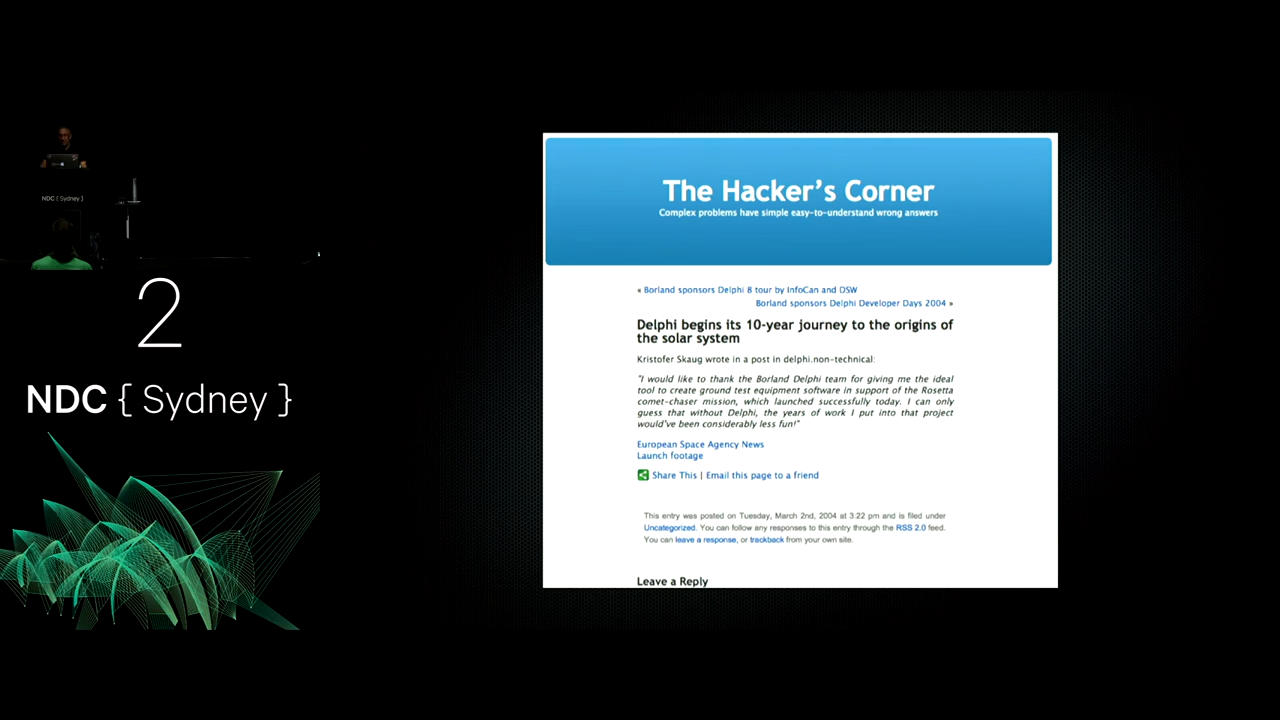 NDC { Sydney }
2
NDC { Sydney }
The Hacker's Corner
Complex problems have simple easy-to-understand wrong answers
« Borland sponsors Delphi 8 tour by InfoCan and DSW
Borland sponsors Delphi Developer Days 2004 »
Delphi begins its 10-year journey to the origins of
the solar system
Kristofer Skaug wrote in a post in delphi.non-technical:
"I would like to thank the Borland Delphi team for giving me the ideal
tool to create ground test equipment software in support of the Rosetta
comet-chaser mission, which launched successfully today. I can only
guess that without Delphi, the years of work I put into that project
would've been considerably less fun!"
European Space Agency News
Launch footage
Share This | Email this page to a friend
This entry was posted on Tuesday, March 2nd, 2004 at 3:22 pm and is filed under
Uncategorized. You can follow any responses to this entry through the RSS 2.0 feed.
You can leave a response, or trackback from your own site.
Leave a Reply